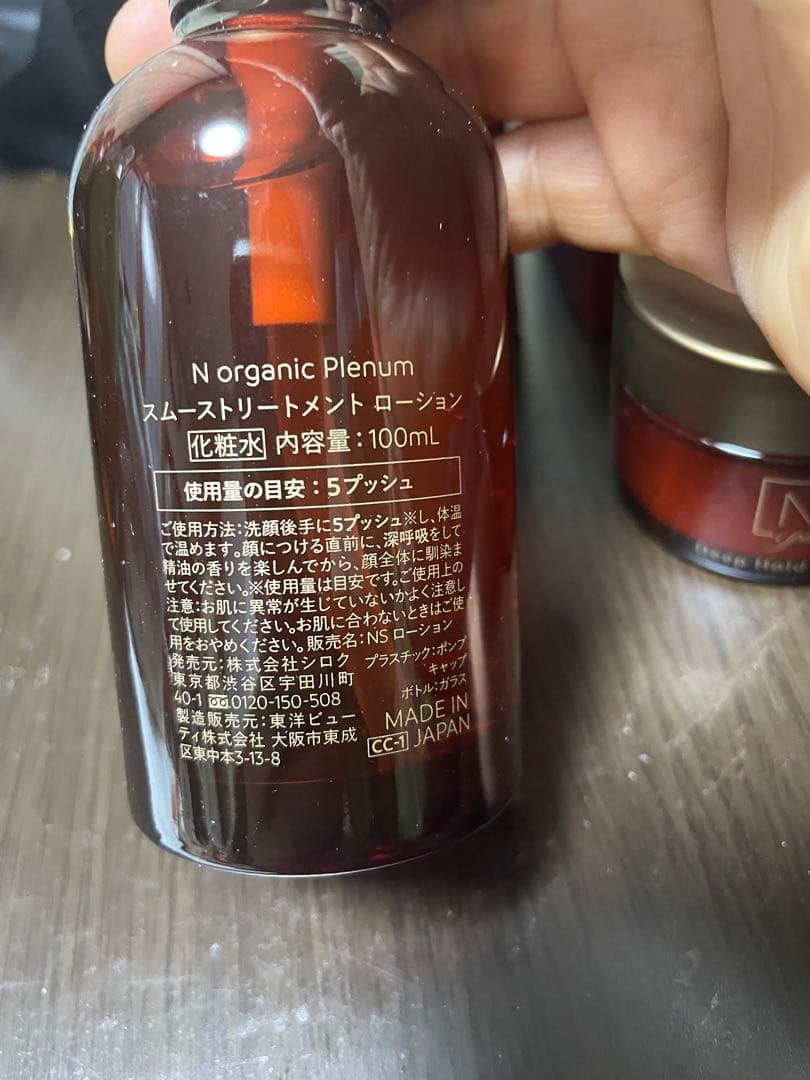 N organic Plenum
スムーストリートメント ローション
化粧水 内容量：100mL
使用量の目安：5プッシュ
ご使用方法：洗顔後手に5プッシュ※し、体温
で温めます。顔につける直前に、深呼吸をして
精油の香りを楽しんでから、顔全体に馴染ま
せてください。※使用量は目安です。ご使用上の
注意：お肌に異常が生じていないかよく注意し
て使用してください。お肌に合わないときはご使
用をおやめください。販売名：NS ローション
発売元：株式会社シロク
東京都渋谷区宇田川町
40-1 0120-150-508
製造販売元：東洋ビュー
ティ株式会社 大阪市東成
区東中本3-13-8
プラスチック：ポンプ
キャップ
ボトル：ガラス
MADE IN
CC-1 JAPAN
N
Deep Hold